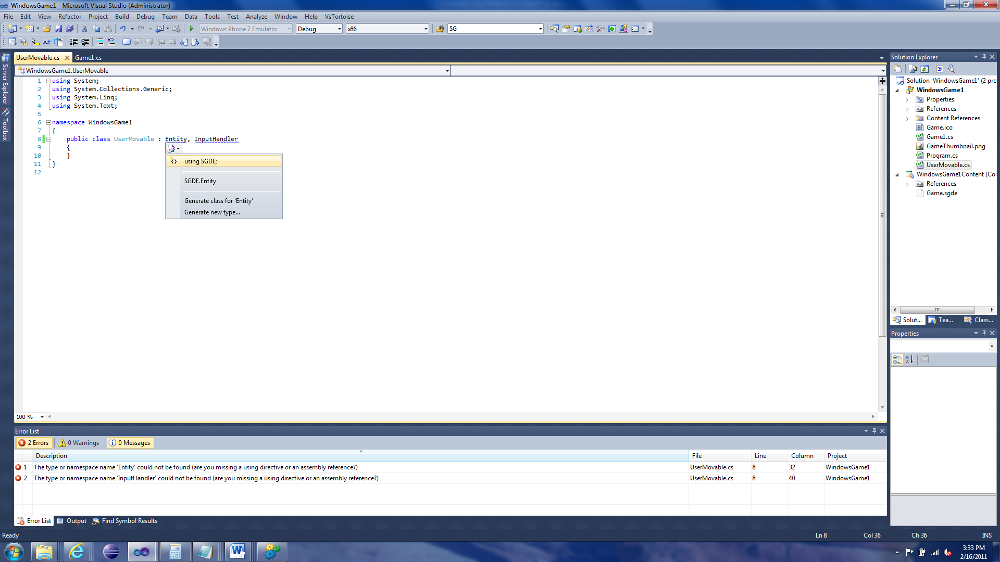 WindowsGame1 - Microsoft Visual Studio (Administrator)
File Edit View Refactor Project Build Debug Team Data Tools Test Analyze Window Help VsTortoise
Windows Phone 7 Emulator Debug x86 SG
UserMovable.cs Game1.cs
WindowsGame1.UserMovable
Server Explorer
Toolbox
1 using System;
2 using System.Collections.Generic;
3 using System.Linq;
4 using System.Text;
5
6 namespace WindowsGame1
7 {
8 public class UserMovable : Entity, InputHandler
9 {
10 }
11 }
12
using SGDE;
SGDE.Entity
Generate class for 'Entity'
Generate new type...
100 %
Solution Explorer
Solution 'WindowsGame1' (2 pro
WindowsGame1
Properties
References
Content References
Game.ico
Game1.cs
GameThumbnail.png
Program.cs
UserMovable.cs
WindowsGame1Content (Con
References
Game.sgde
Solut... Tea... Class...
Properties
Error List
2 Errors 0 Warnings 0 Messages
Description File Line Column Project
1 The type or namespace name 'Entity' could not be found (are you missing a using directive or an assembly reference?) UserMovable.cs 8 32 WindowsGame1
2 The type or namespace name 'InputHandler' could not be found (are you missing a using directive or an assembly reference?) UserMovable.cs 8 40 WindowsGame1
Error List Output Find Symbol Results
Ready Ln 8 Col 36 Ch 36 INS
3:33 PM
2/16/2011